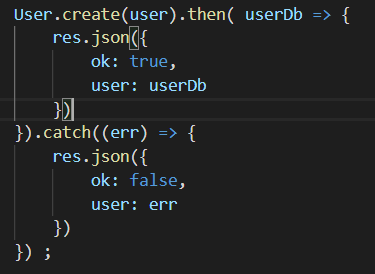 User.create(user).then( userDb => {
    res.json({
        ok: true,
        user: userDb
    })
}).catch((err) => {
    res.json({
        ok: false,
        user: err
    })
}) ;